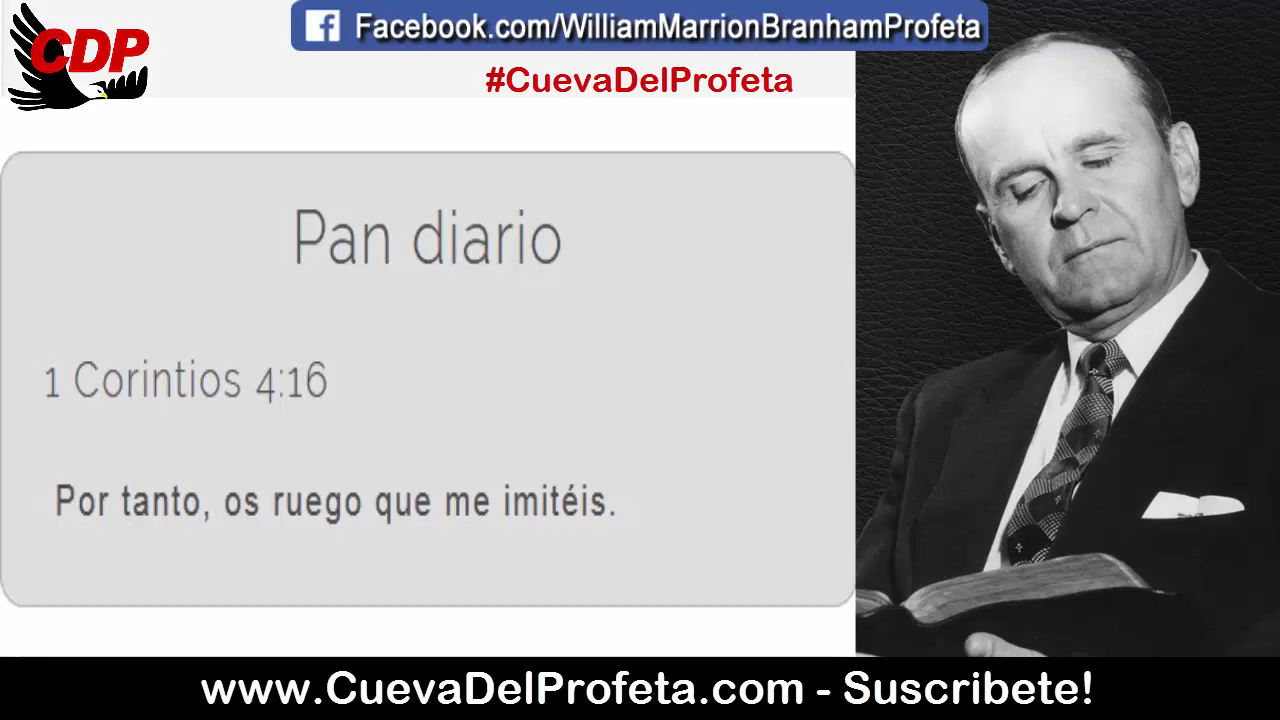 CDP
Facebook.com/WilliamMarrionBranhamProfeta
#CuevaDelProfeta
Pan diario
1 Corintios 4:16
Por tanto, os ruego que me imitéis.
www.CuevaDelProfeta.com - Suscribete!